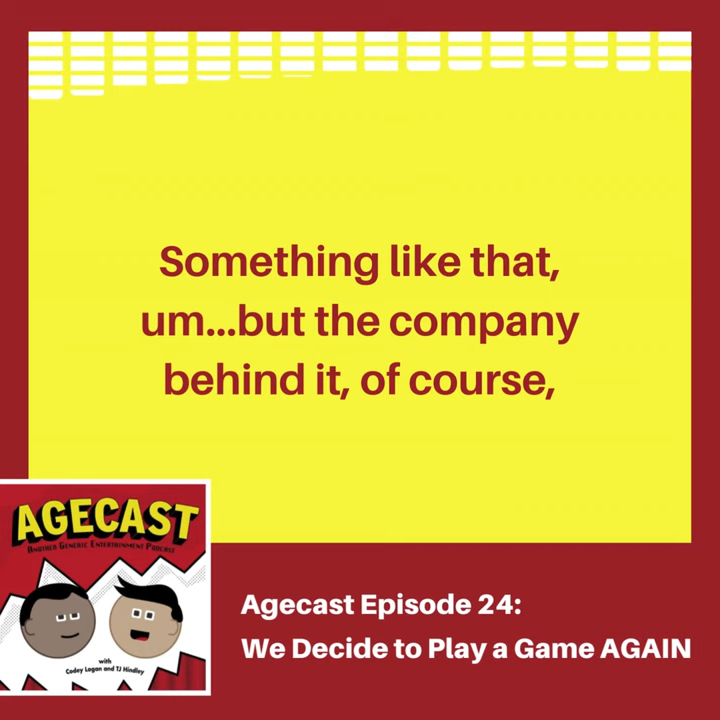 Something like that,
um...but the company
behind it, of course,
AGECAST
ANOTHER GENERIC ENTERTAINMENT PODCAST
with
Codey Logan and TJ Hindley
Agecast Episode 24:
We Decide to Play a Game AGAIN